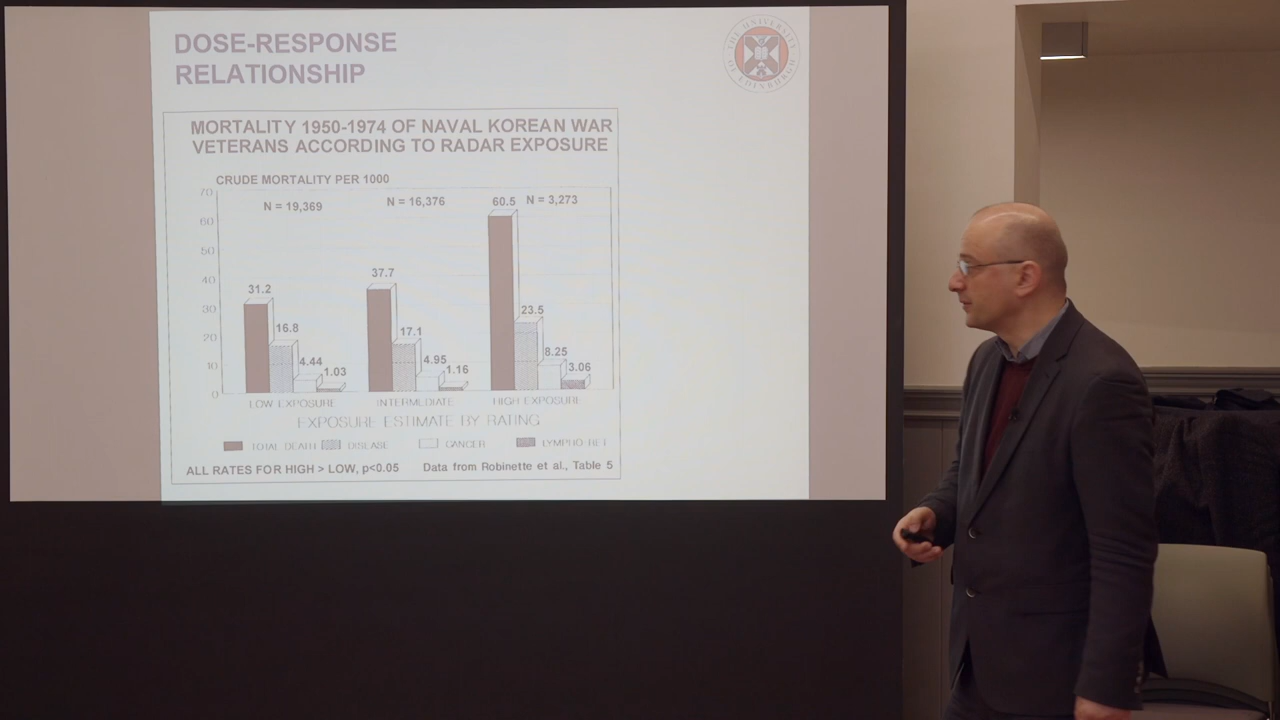 DOSE-RESPONSE
RELATIONSHIP
THE UNIVERSITY OF EDINBURGH
MORTALITY 1950-1974 OF NAVAL KOREAN WAR
VETERANS ACCORDING TO RADAR EXPOSURE
CRUDE MORTALITY PER 1000
70
60
50
40
30
20
10
0
N = 19,369
N = 16,376
N = 3,273
31.2
16.8
4.44
1.03
37.7
17.1
4.95
1.16
60.5
23.5
8.25
3.06
LOW EXPOSURE
INTERMEDIATE
HIGH EXPOSURE
EXPOSURE ESTIMATE BY RATING
TOTAL DEATH
DISEASE
CANCER
LYMPHO-RET
ALL RATES FOR HIGH > LOW, p<0.05
Data from Robinette et al., Table 5